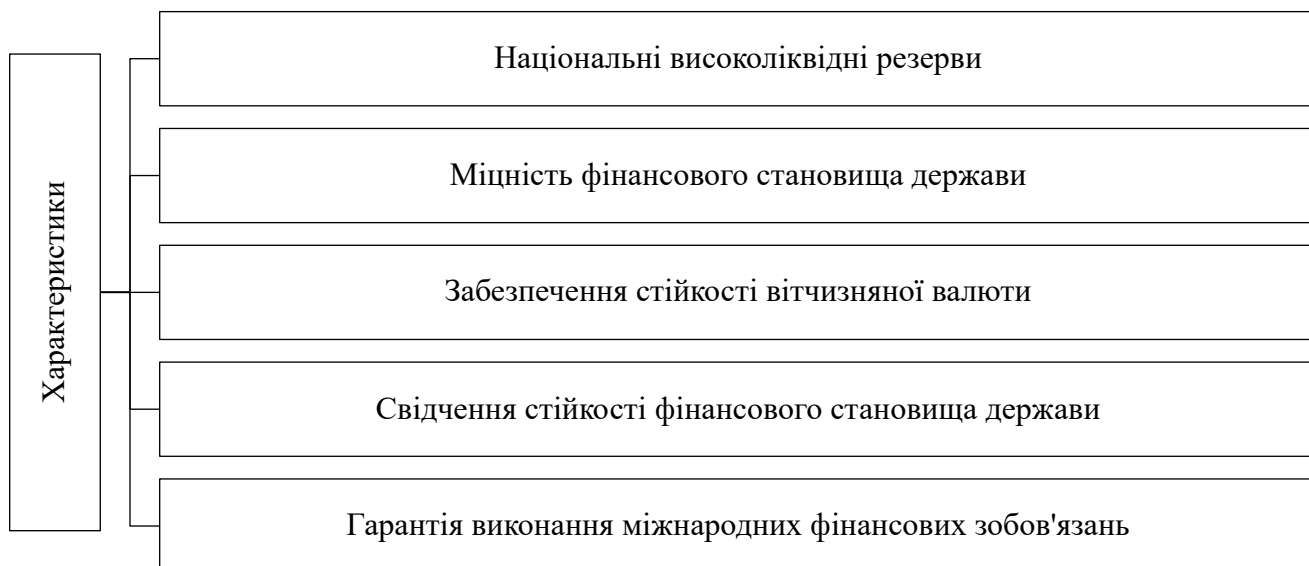 Характеристики
Національні високоліквідні резерви
Міцність фінансового становища держави
Забезпечення стійкості вітчизняної валюти
Свідчення стійкості фінансового становища держави
Гарантія виконання міжнародних фінансових зобов'язань